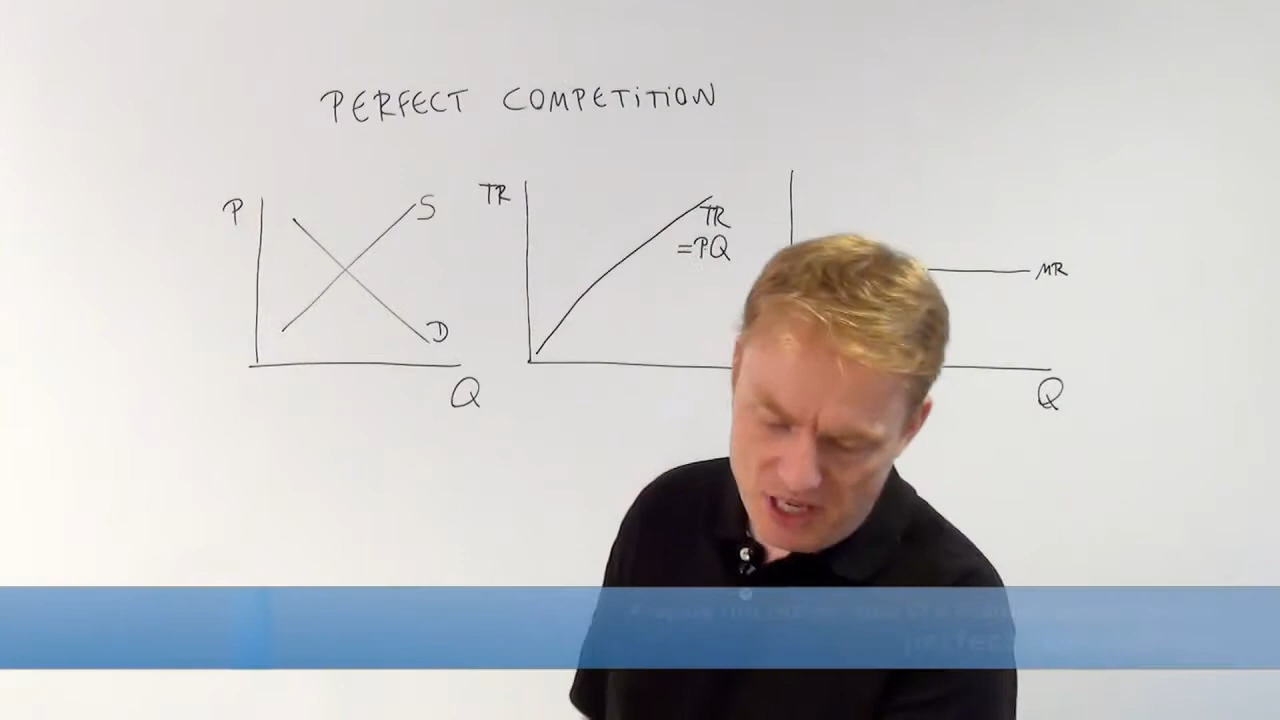 PERFECT COMPETITION
P
S
D
Q
TR
TR
=PQ
MR
Q